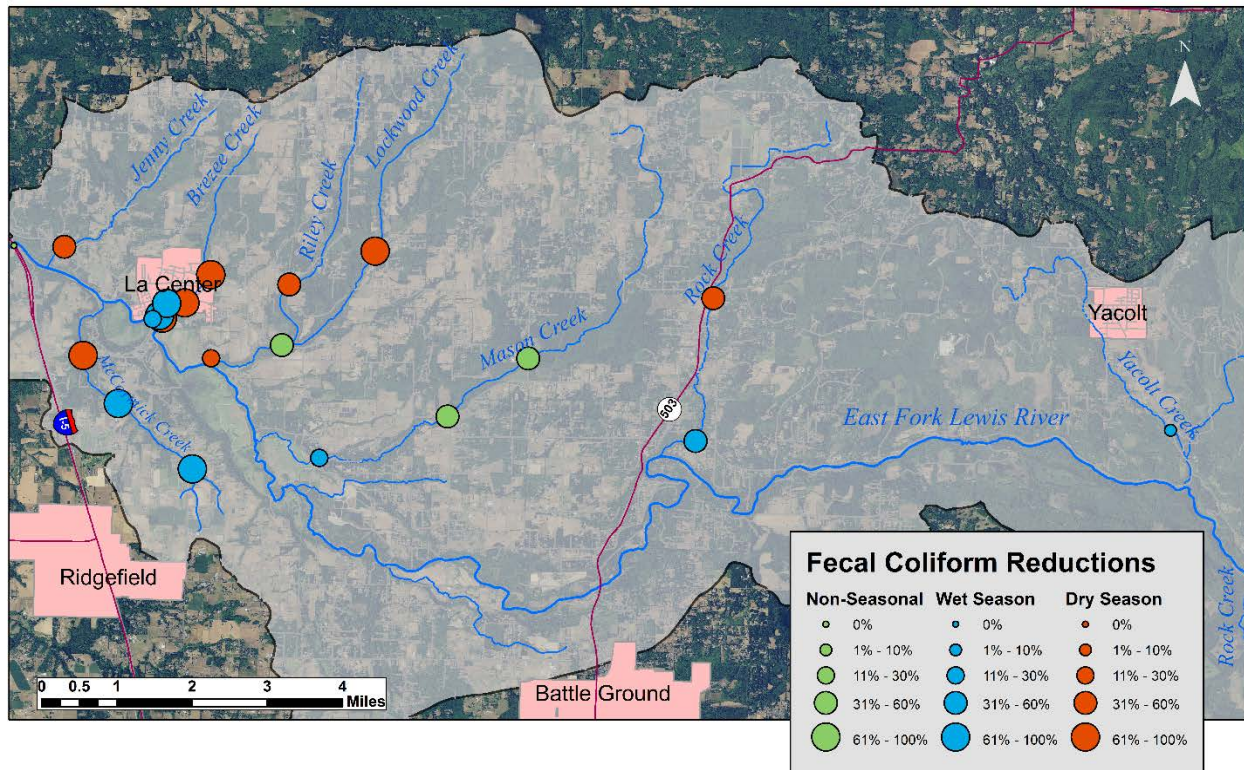 N
Jenny Creek
Brezee Creek
Riley Creek
Lockwood Creek
La Center
Rock Creek
Yacolt
Mason Creek
McCormick Creek
I-5
503
East Fork Lewis River
Yacolt Creek
Ridgefield
Battle Ground
Rock Creek
0 0.5 1 2 3 4
Miles
Fecal Coliform Reductions
Non-Seasonal Wet Season Dry Season
0% 0% 0%
1% - 10% 1% - 10% 1% - 10%
11% - 30% 11% - 30% 11% - 30%
31% - 60% 31% - 60% 31% - 60%
61% - 100% 61% - 100% 61% - 100%